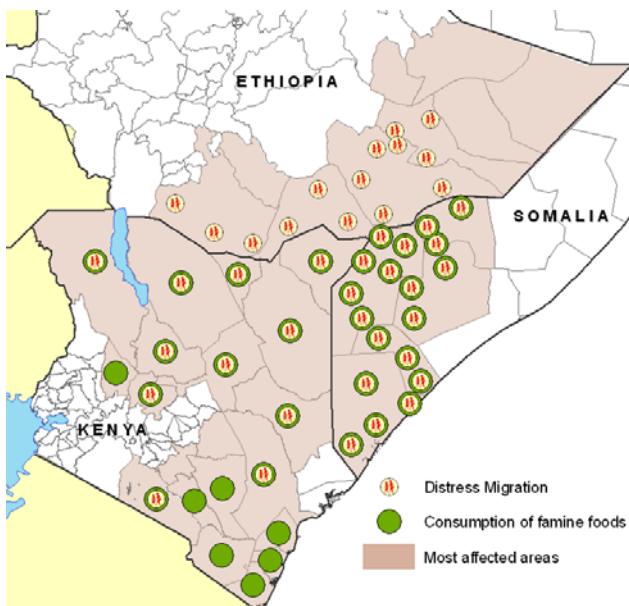 ETHIOPIA
SOMALIA
KENYA
Distress Migration
Consumption of famine foods
Most affected areas